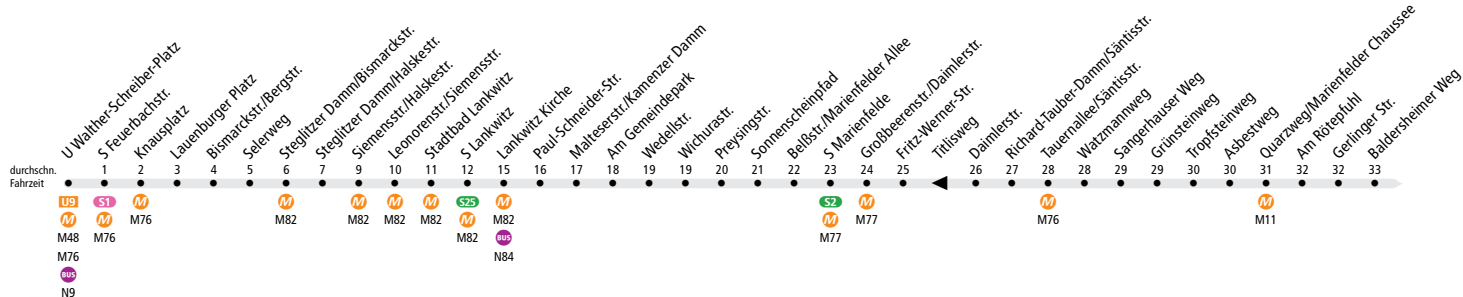 U Walther-Schreiber-Platz
S Feuerbachstr.
Knausplatz
Lauenburger Platz
Bismarckstr./Bergstr.
Selerweg
Steglitzer Damm/Bismarckstr.
Steglitzer Damm/Halskestr.
Siemensstr./Halskestr.
Leonorenstr./Siemensstr.
Stadtbad Lankwitz
S Lankwitz
Lankwitz Kirche
Paul-Schneider-Str.
Malteserstr./Kamenzer Damm
Am Gemeindepark
Wedellstr.
Wichurastr.
Preysingstr.
Sonnenscheinpfad
Belßstr./Marienfelder Allee
S Marienfelde
Großbeerenstr./Daimlerstr.
Fritz-Werner-Str.
Titlisweg
Daimlerstr.
Richard-Tauber-Damm/Säntisstr.
Tauernallee/Säntisstr.
Watzmannweg
Sangerhauser Weg
Grünsteinweg
Tropfsteinweg
Asbestweg
Quarzweg/Marienfelder Chaussee
Am Rötepfuhl
Gerlinger Str.
Baldersheimer Weg
durchschn. 1 2 3 4 5 6 7 9 10 11 12 15 16 17 18 19 19 20 21 22 23 24 25 26 27 28 28 29 29 30 30 31 32 32 33
Fahrzeit
U9 S1 M M M M M S25 M S2 M M M
M M76 M76 M82 M82 M82 M82 M M82 M M77 M76 M11
M48 M82 BUS M77
M76 N84
BUS
N9